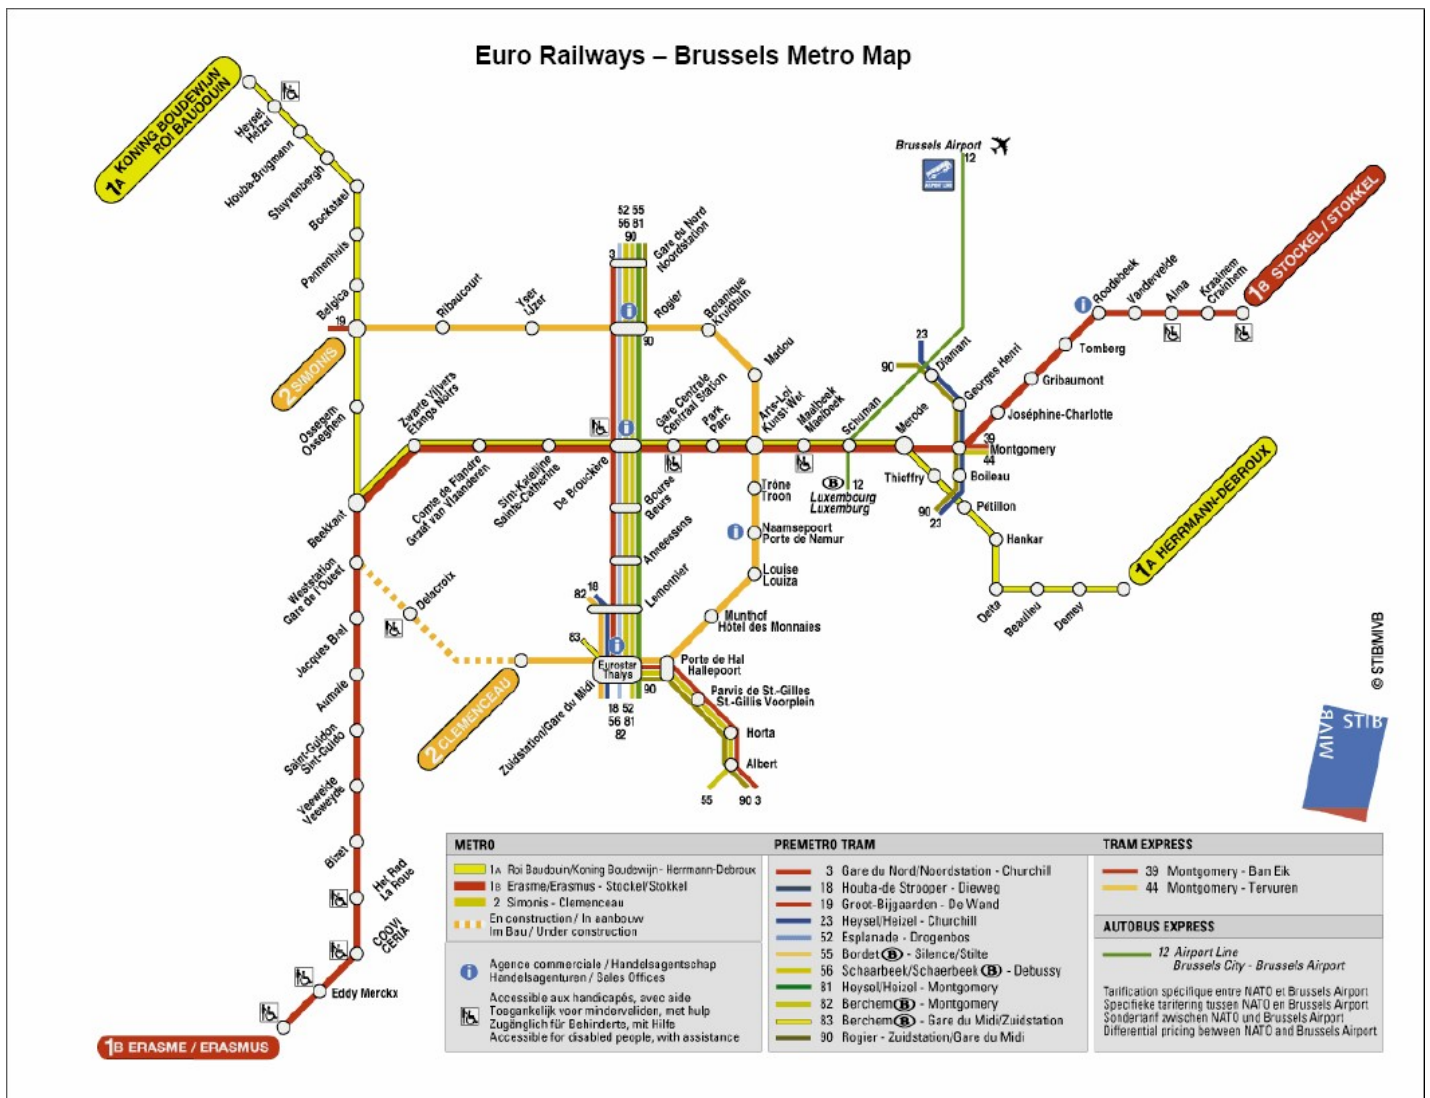 Euro Railways – Brussels Metro Map
1A KONING BOUDEWIJN
ROI BAUDOUIN
Heysel
Heizel
Houba-Brugmann
Stuyvenbergh
Bockstael
Pannenhuis
Belgica
19
2 SIMONIS
Ossegem
Osseghem
Ribaucourt
Yser
IJzer
52 55
56 81
90
3
Gare du Nord
Noordstation
Rogier
90
Botanique
Kruidtuin
Madou
Brussels Airport
12
23
90
Diamant
Georges Henri
Roodebeek
Vandervelde
Alma
Kraainem
Crainhem
1B STOCKEL / STOKKEL
Tomberg
Gribaumont
Joséphine-Charlotte
39
Montgomery
44
Zwarte Vijvers
Etangs Noirs
Comte de Flandre
Graaf van Vlaanderen
Sint-Katelijne
Sainte-Catherine
De Brouckère
Gare Centrale
Centraal Station
Park
Parc
Arts-Loi
Kunst-Wet
Maalbeek
Maelbeek
Schuman
Merode
Beekkant
Bourse
Beurs
Trône
Troon
B 12
Luxembourg
Luxemburg
Thieffry
Boileau
90
23
Pétillon
Hankar
Delta
Beaulieu
Demey
1A HERRMANN-DEBROUX
Anneessens
Naamsepoort
Porte de Namur
Louise
Louiza
Weststation
Gare de l'Ouest
Delacroix
Lemonnier
18
82
83
Munthof
Hôtel des Monnaies
Jacques Brel
Eurostar
Thalys
Porte de Hal
Hallepoort
90
Zuidstation/Gare du Midi
18 52
56 81
82
Parvis de St.-Gilles
St.-Gillis Voorplein
Aumale
2 CLEMENCEAU
Horta
Albert
55
90 3
Saint-Guidon
Sint-Guido
Veeweide
Veeweyde
Bizet
Het Rad
La Roue
COOVI
CERIA
Eddy Merckx
1B ERASME / ERASMUS
© STIB/MIVB
MIVB STIB
METRO
1A Roi Baudouin/Koning Boudewijn - Herrmann-Debroux
1B Erasme/Erasmus - Stockel/Stokkel
2 Simonis - Clemenceau
En construction / In aanbouw
Im Bau / Under construction
Agence commerciale / Handelsagentschap
Handelsagenturen / Sales Offices
Accessible aux handicapés, avec aide
Toegankelijk voor mindervaliden, met hulp
Zugänglich für Behinderte, mit Hilfe
Accessible for disabled people, with assistance
PREMETRO TRAM
3 Gare du Nord/Noordstation - Churchill
18 Houba-de Strooper - Dieweg
19 Groot-Bijgaarden - De Wand
23 Heysel/Heizel - Churchill
52 Esplanade - Drogenbos
55 Bordet B - Silence/Stilte
56 Schaarbeek/Schaerbeek B - Debussy
81 Heysel/Heizel - Montgomery
82 Berchem B - Montgomery
83 Berchem B - Gare du Midi/Zuidstation
90 Rogier - Zuidstation/Gare du Midi
TRAM EXPRESS
39 Montgomery - Ban Eik
44 Montgomery - Tervuren
AUTOBUS EXPRESS
12 Airport Line
Brussels City - Brussels Airport
Tarification spécifique entre NATO et Brussels Airport
Specifieke tarifering tussen NATO en Brussels Airport
Sondertarif zwischen NATO und Brussels Airport
Differential pricing between NATO and Brussels Airport